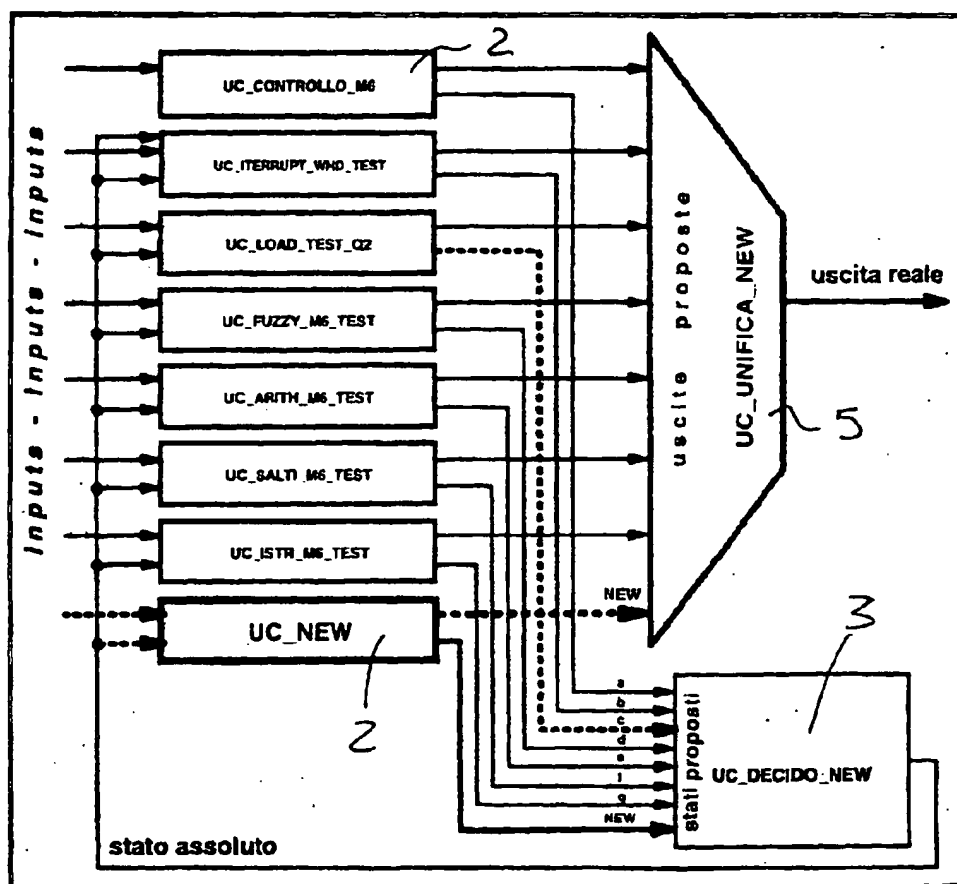 Inputs - Inputs - Inputs
UC_CONTROLLO_M6
2
UC_ITERRUPT_WHD_TEST
UC_LOAD_TEST_Q2
UC_FUZZY_M6_TEST
UC_ARITH_M6_TEST
UC_SALTI_M6_TEST
UC_ISTR_M6_TEST
UC_NEW
2
NEW
uscite proposte
UC_UNIFICA_NEW
5
uscita reale
a
b
c
d
e
f
g
NEW
stati proposti
UC_DECIDO_NEW
3
stato assoluto